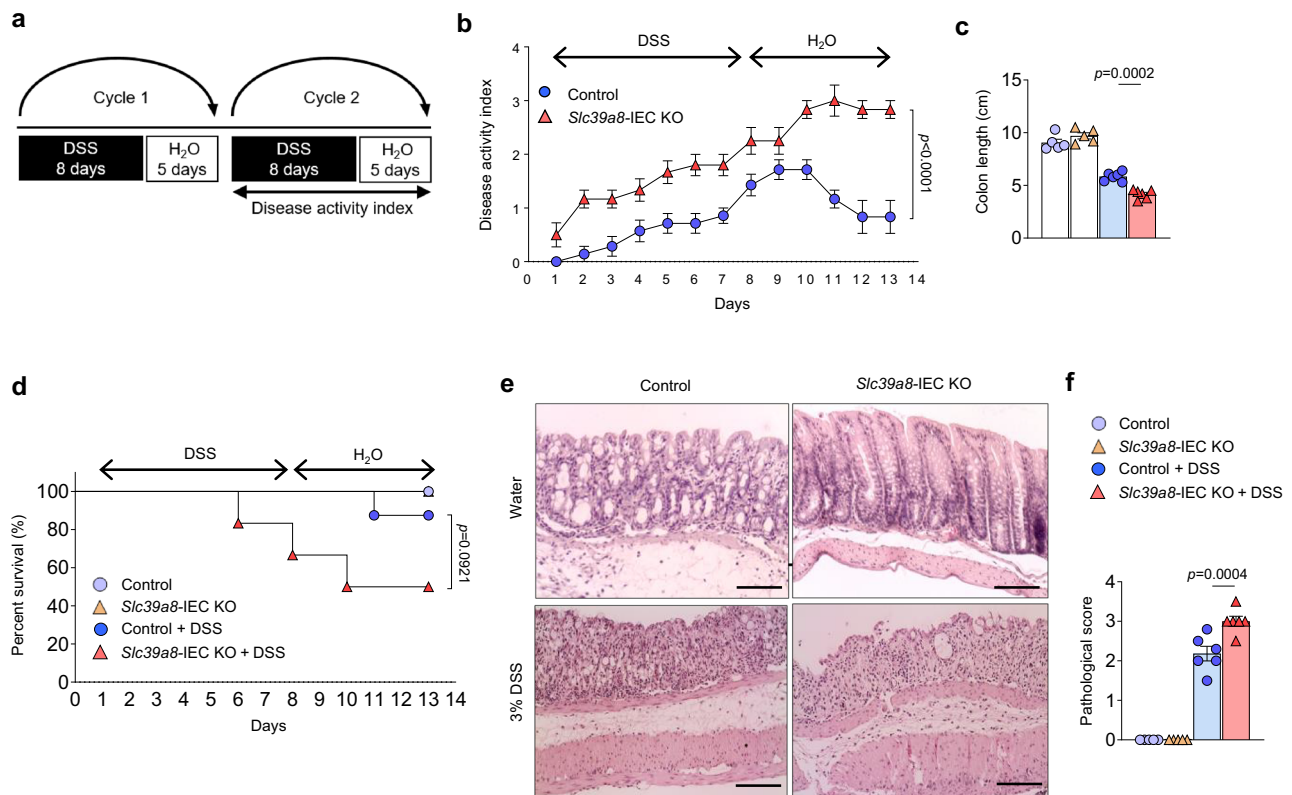 a
Cycle 1
Cycle 2
DSS
8 days
H2O
5 days
DSS
8 days
H2O
5 days
Disease activity index
b
DSS
H2O
Control
Slc39a8-IEC KO
Disease activity index
4
3
2
1
0
p<0.0001
0 1 2 3 4 5 6 7 8 9 10 11 12 13 14
Days
c
p=0.0002
Colon length (cm)
15
10
5
0
d
DSS
H2O
Percent survival (%)
100
80
60
40
20
0
p=0.0921
Control
Slc39a8-IEC KO
Control + DSS
Slc39a8-IEC KO + DSS
0 1 2 3 4 5 6 7 8 9 10 11 12 13 14
Days
e
Control
Slc39a8-IEC KO
Water
3% DSS
f
Control
Slc39a8-IEC KO
Control + DSS
Slc39a8-IEC KO + DSS
p=0.0004
Pathological score
4
3
2
1
0